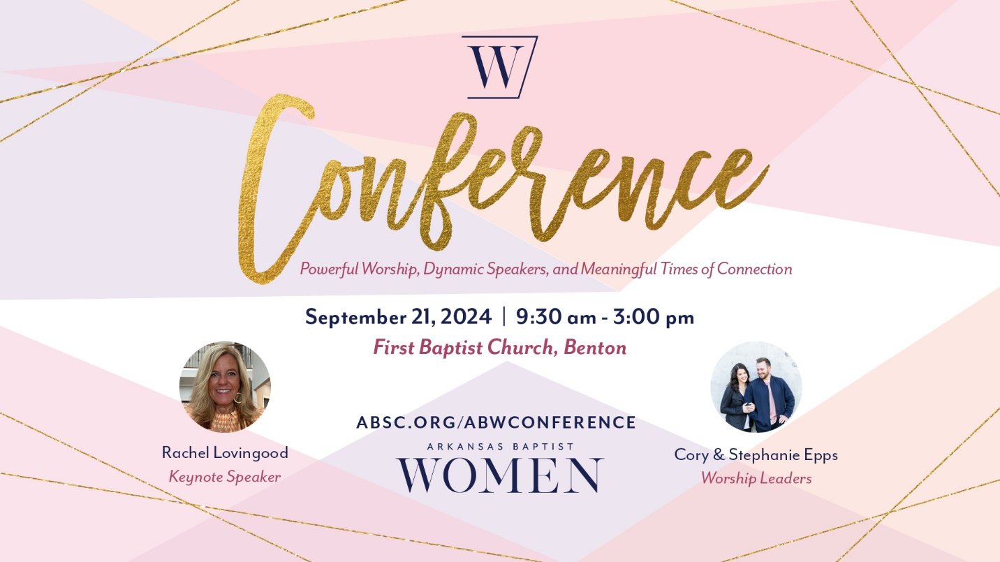 W
Conference
Powerful Worship, Dynamic Speakers, and Meaningful Times of Connection
September 21, 2024 | 9:30 am - 3:00 pm
First Baptist Church, Benton
Rachel Lovingood
Keynote Speaker
ABSC.ORG/ABWCONFERENCE
ARKANSAS BAPTIST
WOMEN
Cory & Stephanie Epps
Worship Leaders